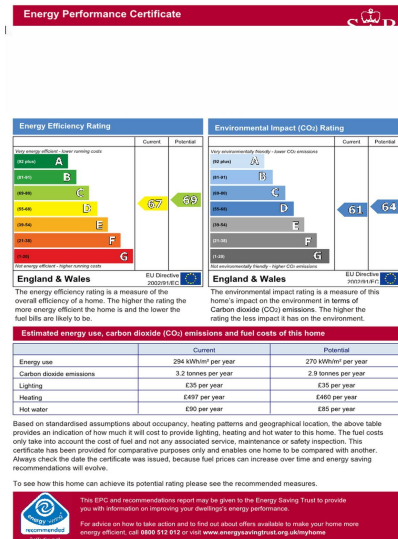 Energy Performance Certificate
Energy Efficiency Rating
Current Potential
Very energy efficient - lower running costs
(92 plus) A
(81-91) B
(69-80) C
(55-68) D
(39-54) E
(21-38) F
(1-20) G
67
69
Not energy efficient - higher running costs
England & Wales
EU Directive
2002/91/EC
Environmental Impact (CO2) Rating
Current Potential
Very environmentally friendly - lower CO2 emissions
(92 plus) A
(81-91) B
(69-80) C
(55-68) D
(39-54) E
(21-38) F
(1-20) G
61
64
Not environmentally friendly - higher CO2 emissions
England & Wales
EU Directive
2002/91/EC
The energy efficiency rating is a measure of the
overall efficiency of a home. The higher the rating the
more energy efficient the home is and the lower the
fuel bills are likely to be.
The environmental impact rating is a measure of this
home's impact on the environment in terms of
Carbon dioxide (CO2) emissions. The higher the
rating the less impact it has on the environment.
Estimated energy use, carbon dioxide (CO2) emissions and fuel costs of this home
Current Potential
Energy use 294 kWh/m² per year 270 kWh/m² per year
Carbon dioxide emissions 3.2 tonnes per year 2.9 tonnes per year
Lighting £35 per year £35 per year
Heating £497 per year £460 per year
Hot water £90 per year £85 per year
Based on standardised assumptions about occupancy, heating patterns and geographical location, the above table
provides an indication of how much it will cost to provide lighting, heating and hot water to this home. The fuel costs
only take into account the cost of fuel and not any associated service, maintenance or safety inspection. This
certificate has been provided for comparative purposes only and enables one home to be compared with another.
Always check the date the certificate was issued, because fuel prices can increase over time and energy saving
recommendations will evolve.
To see how this home can achieve its potential rating please see the recommended measures.
energy saving
recommended
This EPC and recommendations report may be given to the Energy Saving Trust to provide
you with information on improving your dwellings's energy performance.
For advice on how to take action and to find out about offers available to make your home more
energy efficient, call 0800 512 012 or visit www.energysavingtrust.org.uk/myhome